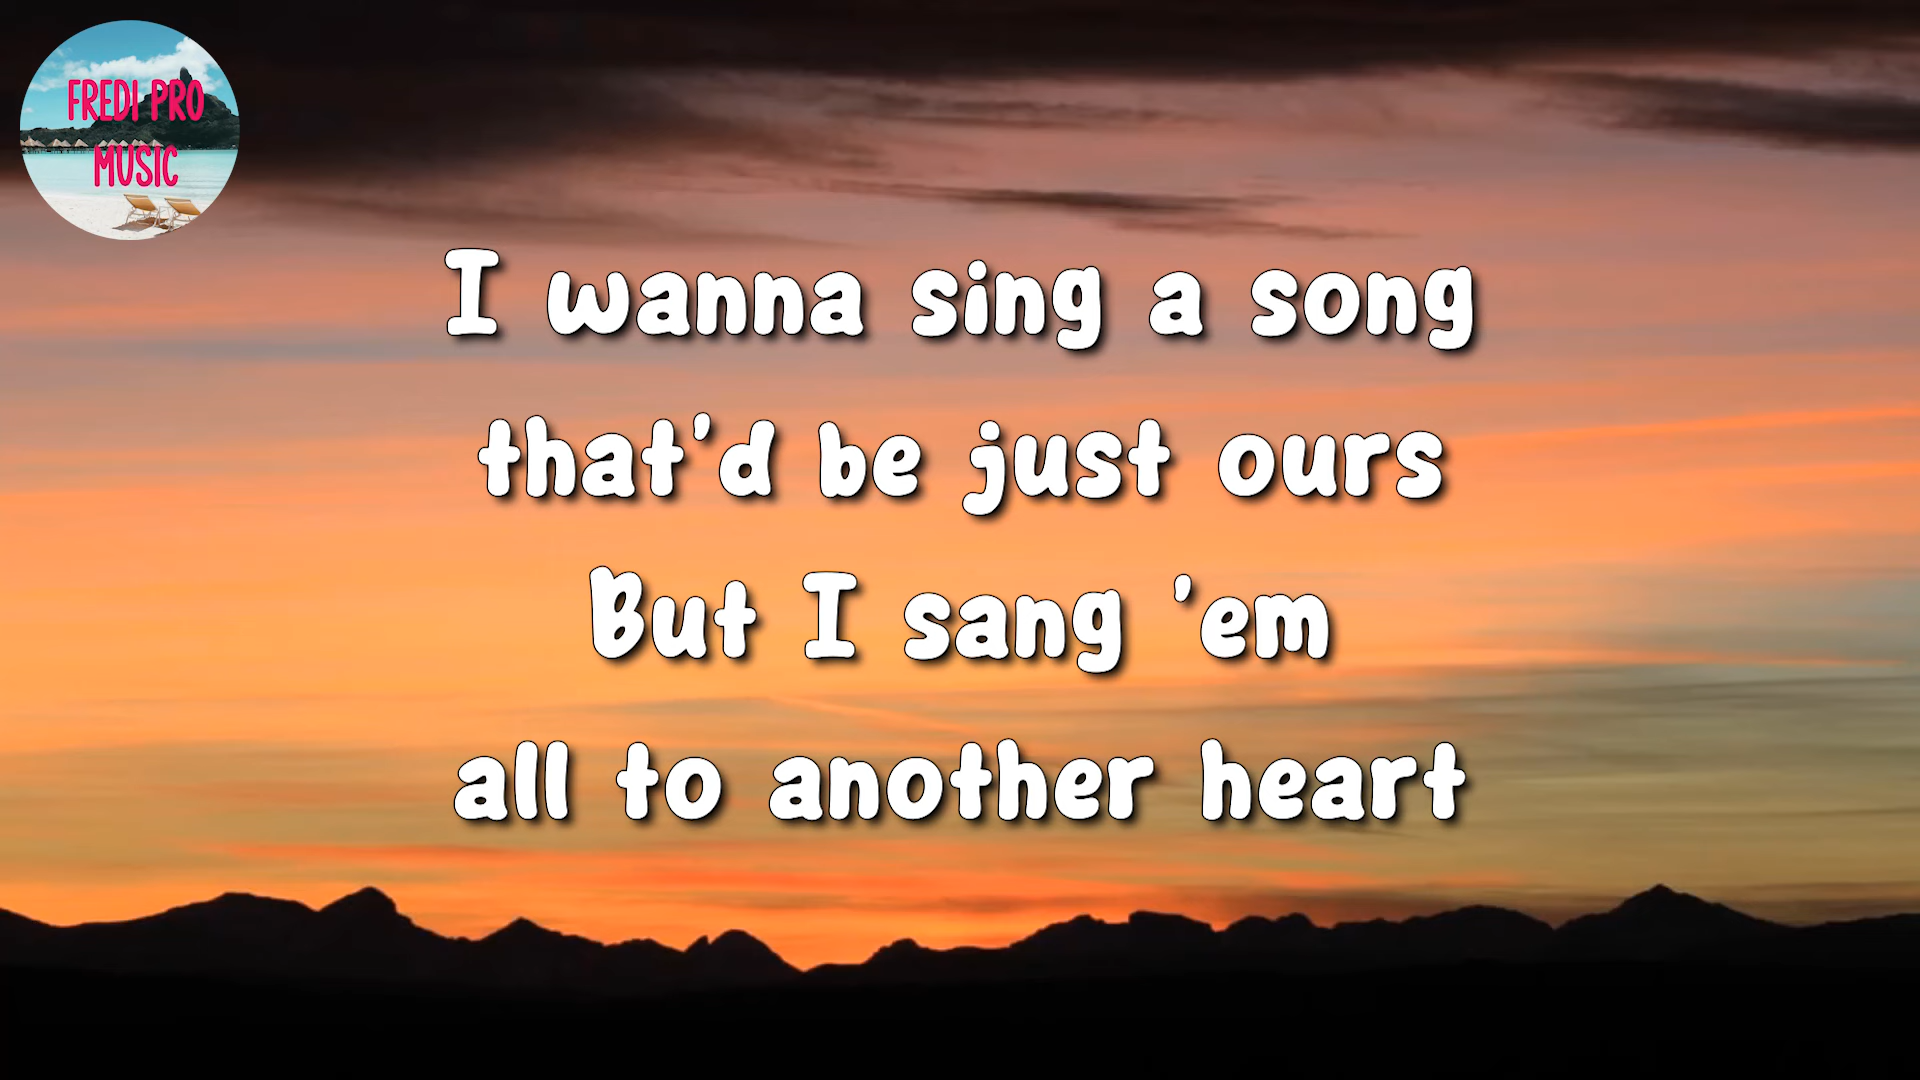 FREDI PRO
MUSIC
I wanna sing a song
that'd be just ours
But I sang 'em
all to another heart